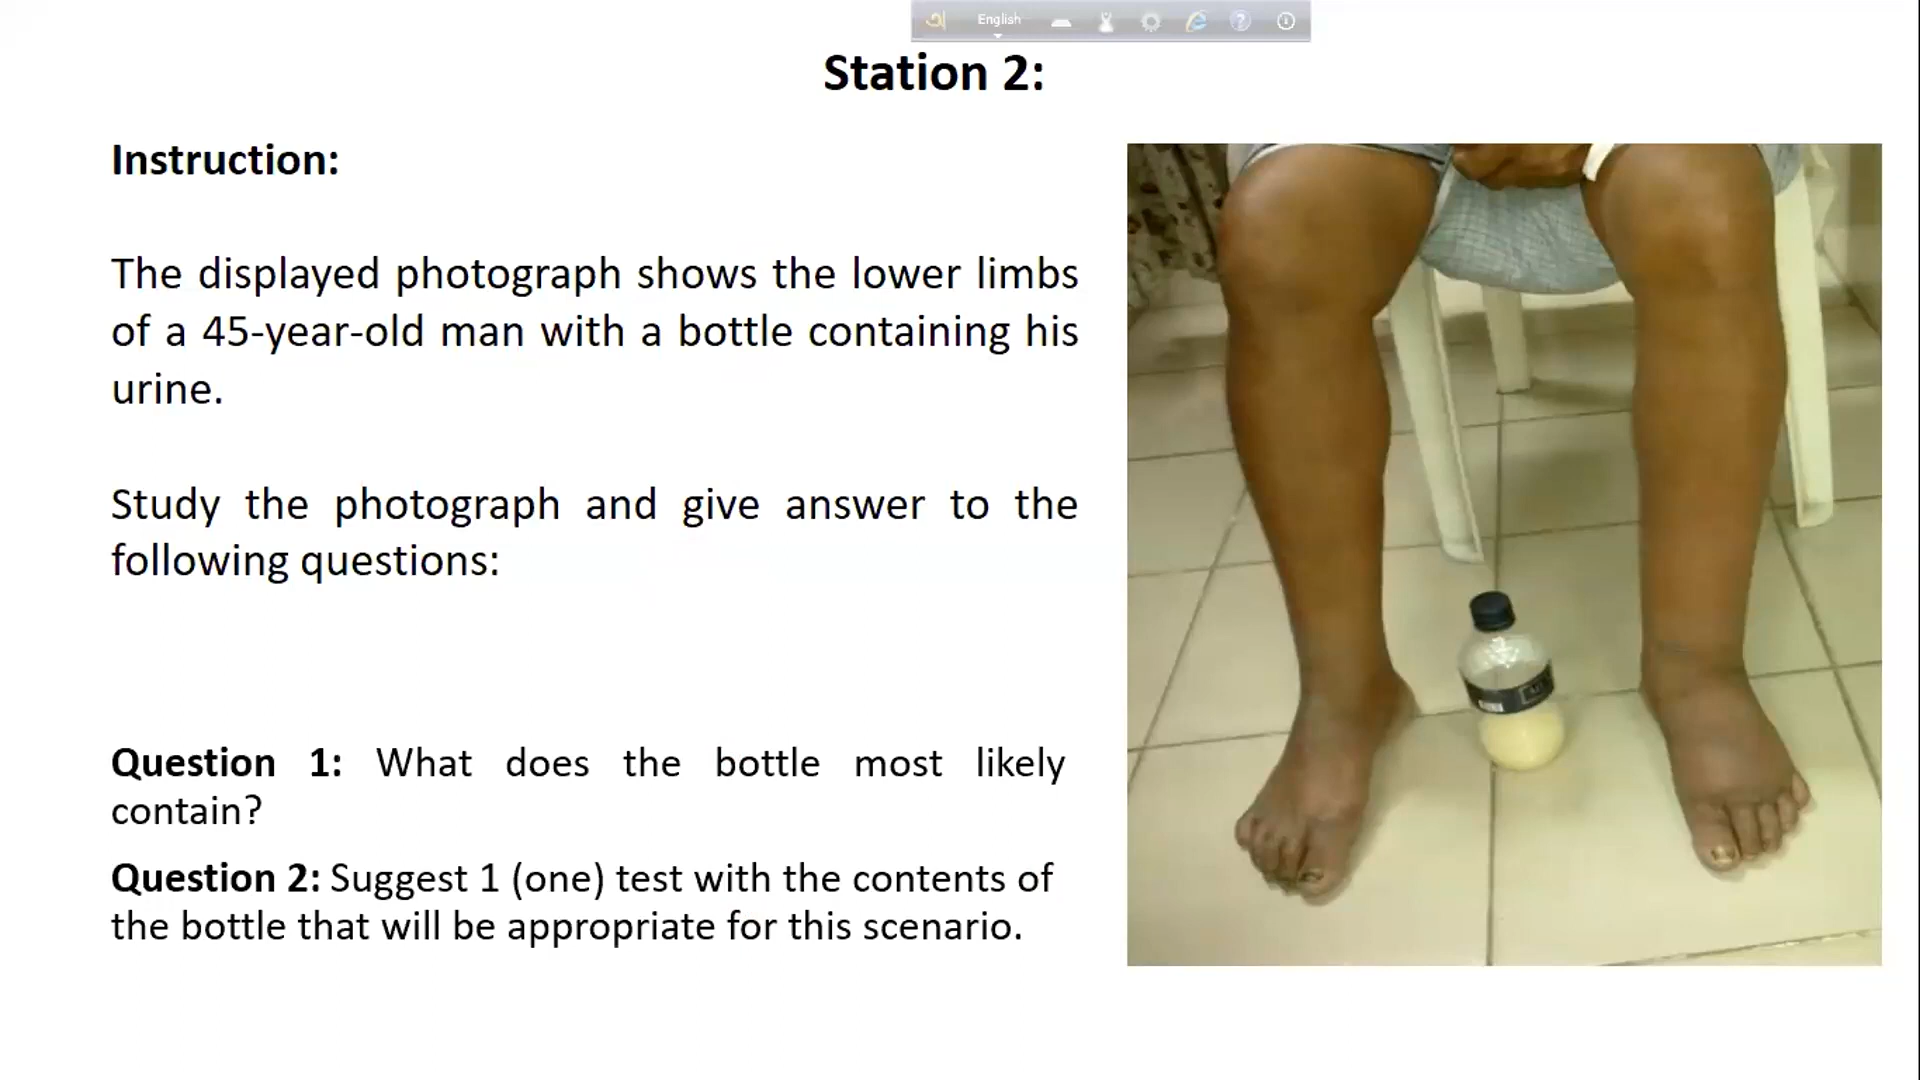 English
Station 2:
Instruction:
The displayed photograph shows the lower limbs
of a 45-year-old man with a bottle containing his
urine.
Study the photograph and give answer to the
following questions:
Question 1: What does the bottle most likely
contain?
Question 2: Suggest 1 (one) test with the contents of
the bottle that will be appropriate for this scenario.